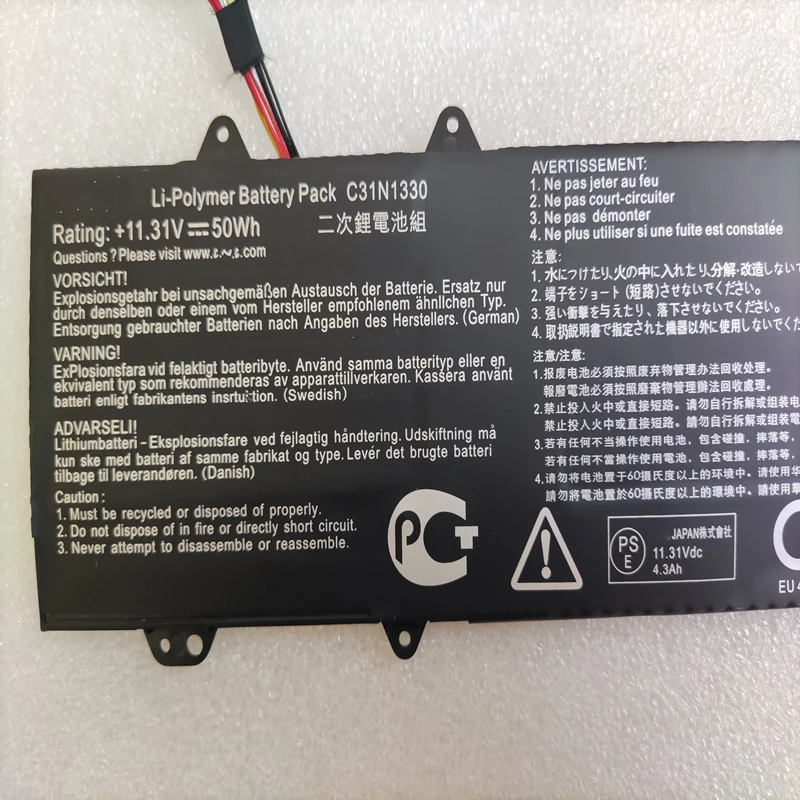 Li-Polymer Battery Pack C31N1330
Rating: +11.31V⎓50Wh 二次鋰電池組
Questions ? Please visit www.ε.~.ε.com
VORSICHT!
Explosionsgetahr bei unsachgemäßen Austausch der Batterie. Ersatz nur
durch denselben oder einem vom Hersteller empfohlenem ähnllchen Typ.
Entsorgung gebrauchter Batterien nach Angaben des Herstellers. (German)
VARNING!
ExPlosionsfara vid felaktigt batteribyte. Använd samma batterityp eller en
ekvivalent typ som rekommenderas av apparattillverkaren. Kassera använt
batteri enligt fabrikantens insrtuition. (Swedish)
ADVARSELI!
Lithiumbatteri - Eksplosionsfare ved fejlagtig håndtering. Udskiftning må
kun ske med batteri af samme fabrikat og type. Levér det brugte batteri
tilbage til leverandøren. (Danish)
Caution :
1. Must be recycled or disposed of properly.
2. Do not dispose of in fire or directly short circuit.
3. Never attempt to disassemble or reassemble.
AVERTISSEMENT:
1. Ne pas jeter au feu
2. Ne pas court-circuiter
3. Ne pas démonter
4. Ne plus utiliser si une fuite est constatée
注意:
1. 水につけたり,火の中に入れたり,分解・改造しない
2. 端子をショート (短路) させないでください。
3. 强い衝撃を与えたり、落下させないでください。
4. 取扱説明書で指定された機器以外に使用しないでくだ
注意/注意:
1.报废电池必须按照废弃物管理办法回收处理。
報廢電池必須按照廢棄物管理辦法回收處理。
2.禁止投入火中或直接短路。请勿自行拆解或组装电
禁止投入火中或直接短路。請勿自行拆解或組裝電
3.若有任何不当操作使用电池,包含碰撞,摔落等,
若有任何不當操作使用電池,包含碰撞,摔落等,
4.请勿将电池置于60摄氏度以上的环境中。请使用华
請勿將電池置於60攝氏度以上的環境中。請使用
PCT
PS
E
JAPAN株式會社
11.31Vdc
4.3Ah
EU